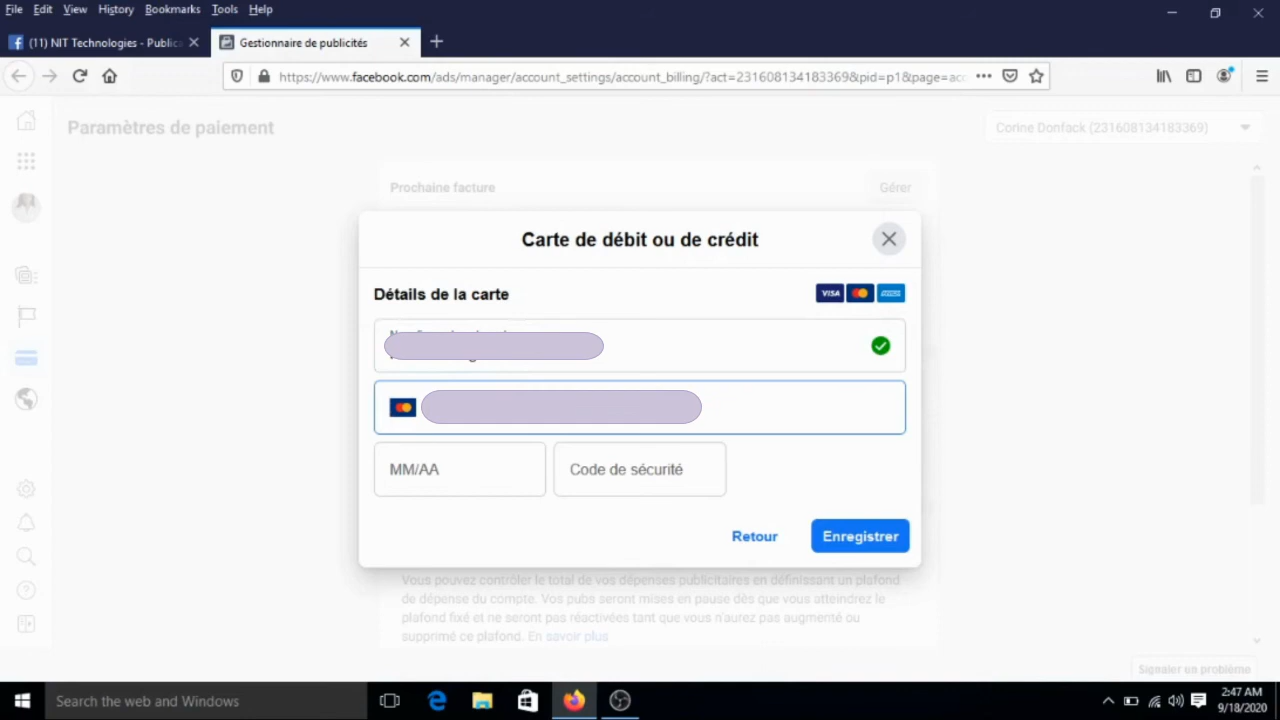 File Edit View History Bookmarks Tools Help
(11) NIT Technologies - Public
Gestionnaire de publicités
https://www.facebook.com/ads/manager/account_settings/account_billing/?act=231608134183369&pid=p1&page=acc
Paramètres de paiement
Corine Donfack (231608134183369)
Prochaine facture
Gérer
Carte de débit ou de crédit
Détails de la carte
VISA
MM/AA
Code de sécurité
Retour
Enregistrer
Vous pouvez contrôler le total de vos dépenses publicitaires en définissant un plafond
de dépense du compte. Vos pubs seront mises en pause dès que vous atteindrez le
plafond fixé et ne seront pas réactivées tant que vous n'aurez pas augmenté ou
supprimé ce plafond. En savoir plus
Signaler un problème
Search the web and Windows
2:47 AM
9/18/2020